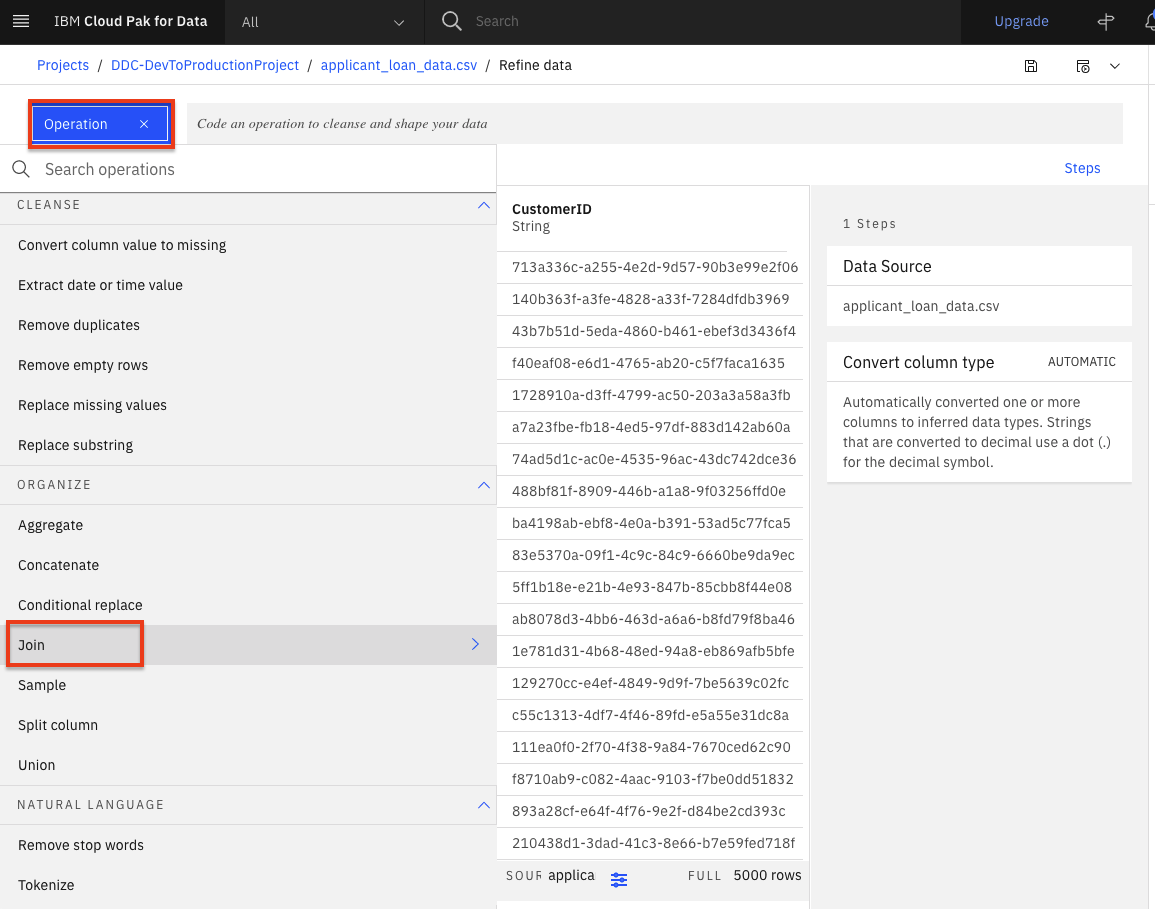 IBM Cloud Pak for Data
All
Search
Upgrade
Projects / DDC-DevToProductionProject / applicant_loan_data.csv / Refine data
Operation ×
Code an operation to cleanse and shape your data
Search operations
Steps
CLEANSE
Convert column value to missing
Extract date or time value
Remove duplicates
Remove empty rows
Replace missing values
Replace substring
ORGANIZE
Aggregate
Concatenate
Conditional replace
Join
Sample
Split column
Union
NATURAL LANGUAGE
Remove stop words
Tokenize
CustomerID
String
713a336c-a255-4e2d-9d57-90b3e99e2f06
140b363f-a3fe-4828-a33f-7284dfdb3969
43b7b51d-5eda-4860-b461-ebef3d3436f4
f40eaf08-e6d1-4765-ab20-c5f7faca1635
1728910a-d3ff-4799-ac50-203a3a58a3fb
a7a23fbe-fb18-4ed5-97df-883d142ab60a
74ad5d1c-ac0e-4535-96ac-43dc742dce36
488bf81f-8909-446b-a1a8-9f03256ffd0e
ba4198ab-ebf8-4e0a-b391-53ad5c77fca5
83e5370a-09f1-4c9c-84c9-6660be9da9ec
5ff1b18e-e21b-4e93-847b-85cbb8f44e08
ab8078d3-4bb6-463d-a6a6-b8fd79f8ba46
1e781d31-4b68-48ed-94a8-eb869afb5bfe
129270cc-e4ef-4849-9d9f-7be5639c02fc
c55c1313-4df7-4f46-89fd-e5a55e31dc8a
111ea0f0-2f70-4f38-9a84-7670ced62c90
f8710ab9-c082-4aac-9103-f7be0dd51832
893a28cf-e64f-4f76-9e2f-d84be2cd393c
210438d1-3dad-41c3-8e66-b7e59fed718f
SOUR applica FULL 5000 rows
1 Steps
Data Source
applicant_loan_data.csv
Convert column type AUTOMATIC
Automatically converted one or more
columns to inferred data types. Strings
that are converted to decimal use a dot (.)
for the decimal symbol.